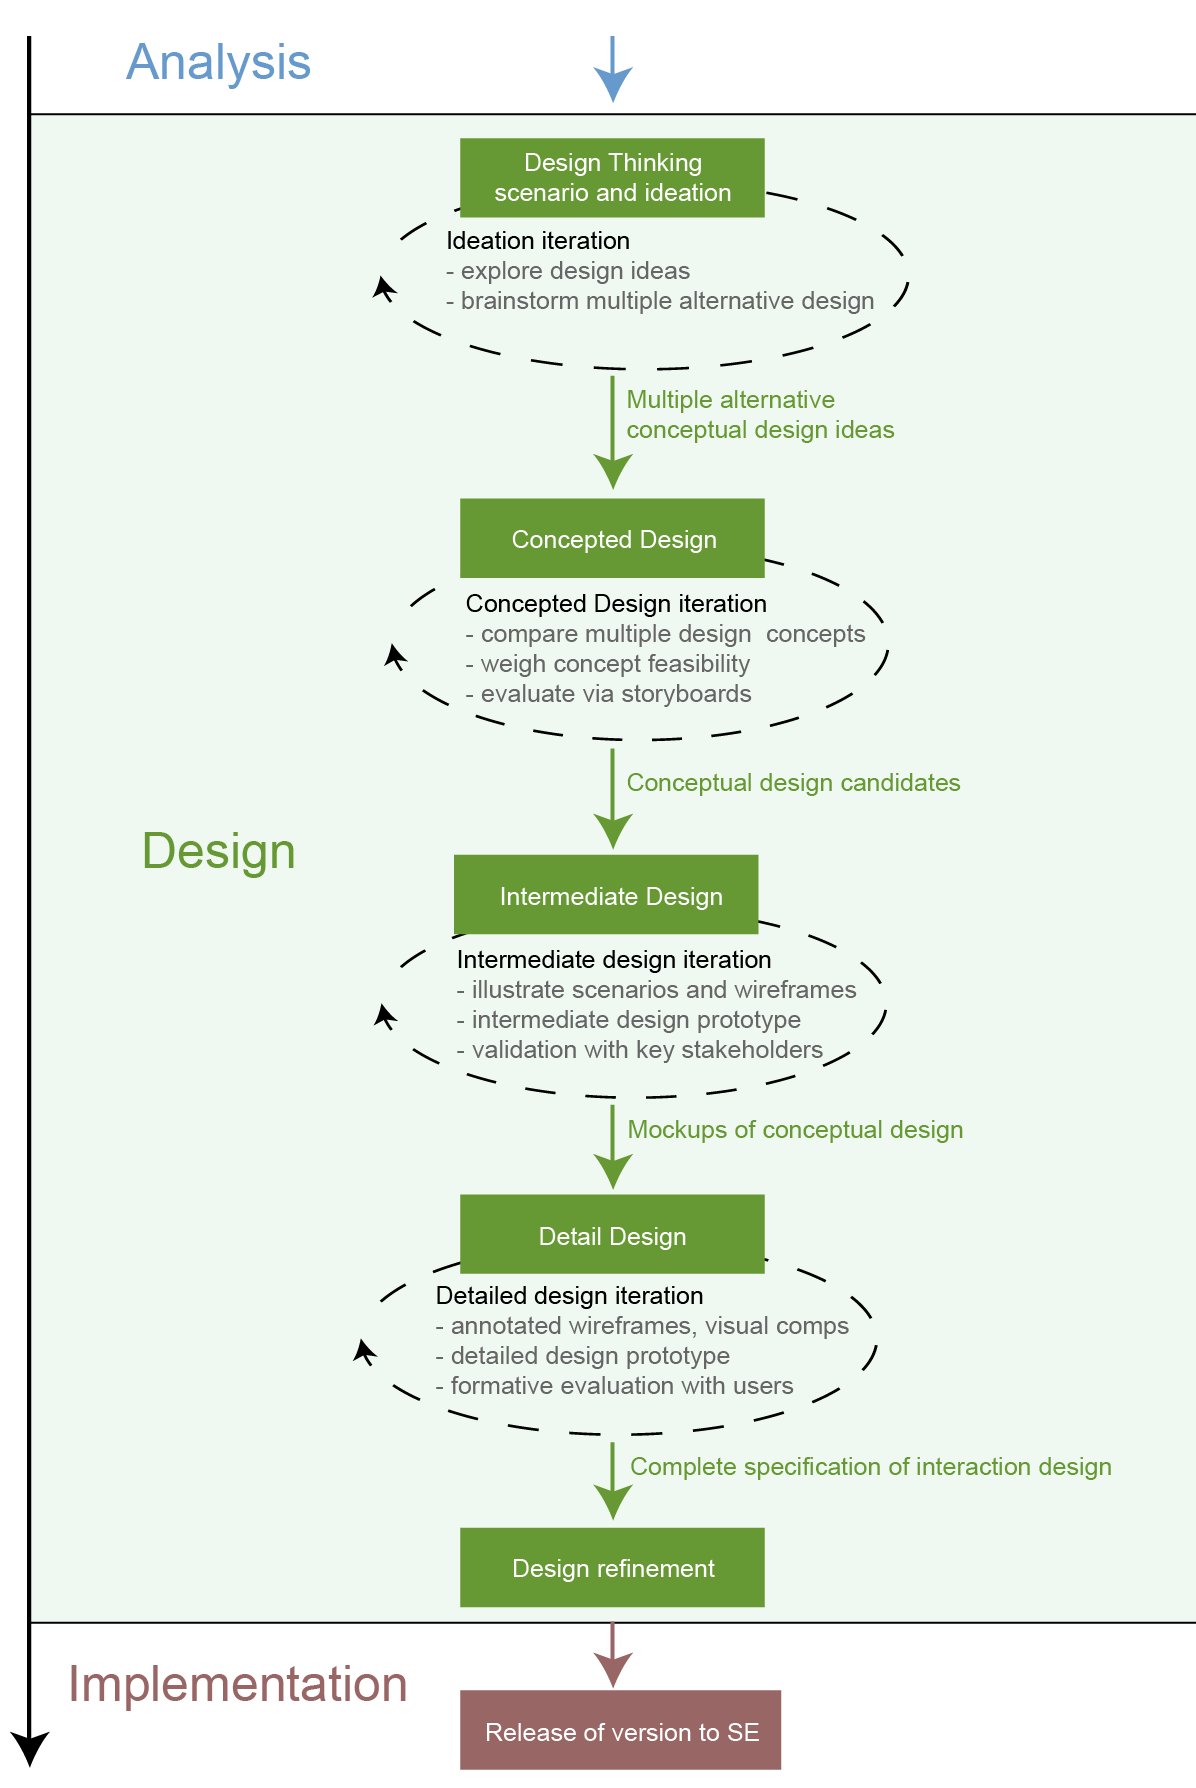 Analysis
Design Thinking
scenario and ideation
Ideation iteration
- explore design ideas
- brainstorm multiple alternative design
Multiple alternative
conceptual design ideas
Concepted Design
Concepted Design iteration
- compare multiple design  concepts
- weigh concept feasibility
- evaluate via storyboards
Conceptual design candidates
Design
Intermediate Design
Intermediate design iteration
- illustrate scenarios and wireframes
- intermediate design prototype
- validation with key stakeholders
Mockups of conceptual design
Detail Design
Detailed design iteration
- annotated wireframes, visual comps
- detailed design prototype
- formative evaluation with users
Complete specification of interaction design
Design refinement
Implementation
Release of version to SE